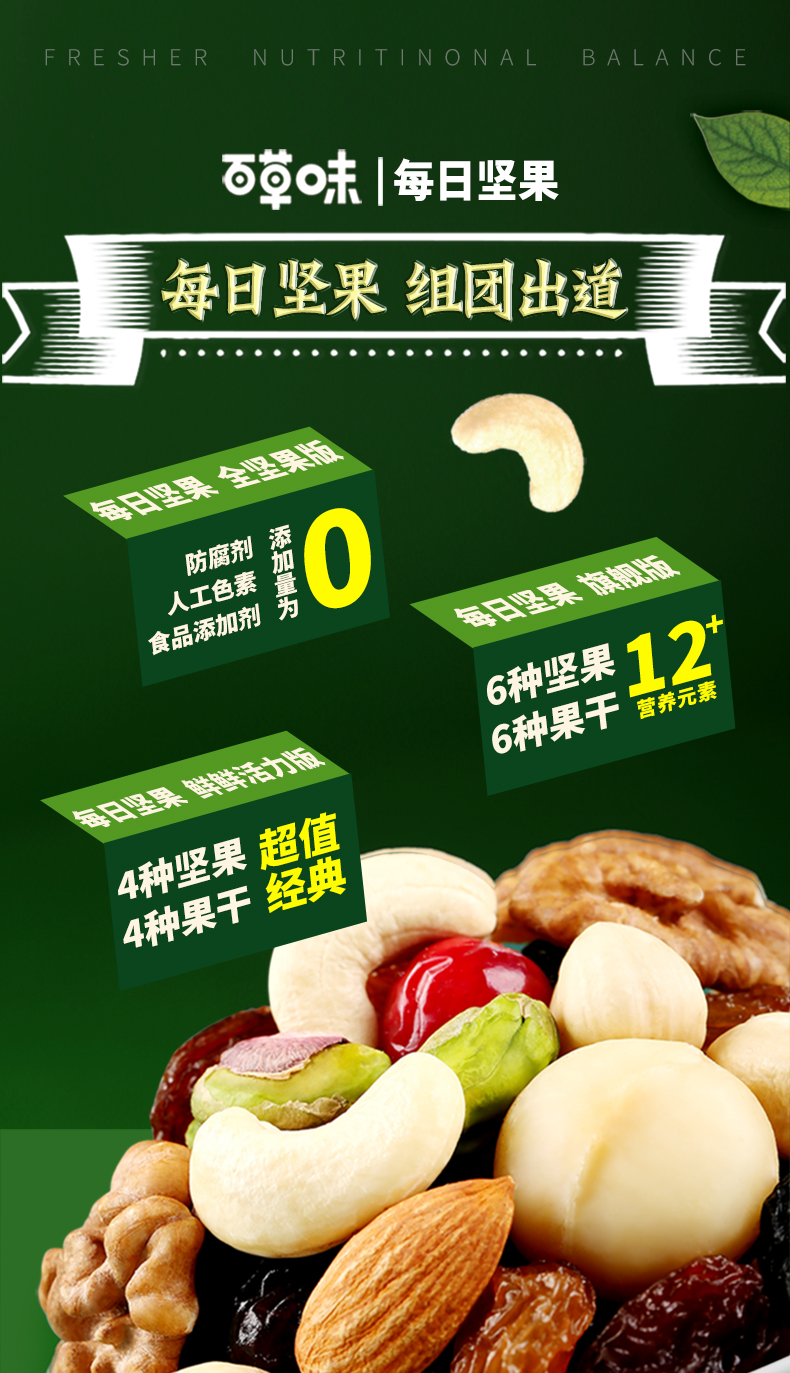 FRESHER NUTRITINONAL BALANCE
百草味|每日坚果
每日坚果 组团出道
每日坚果 全坚果版
防腐剂
人工色素
食品添加剂
添加量为
0
每日坚果 旗舰版
6种坚果
6种果干
12+
营养元素
每日坚果 鲜鲜活力版
4种坚果
4种果干
超值
经典